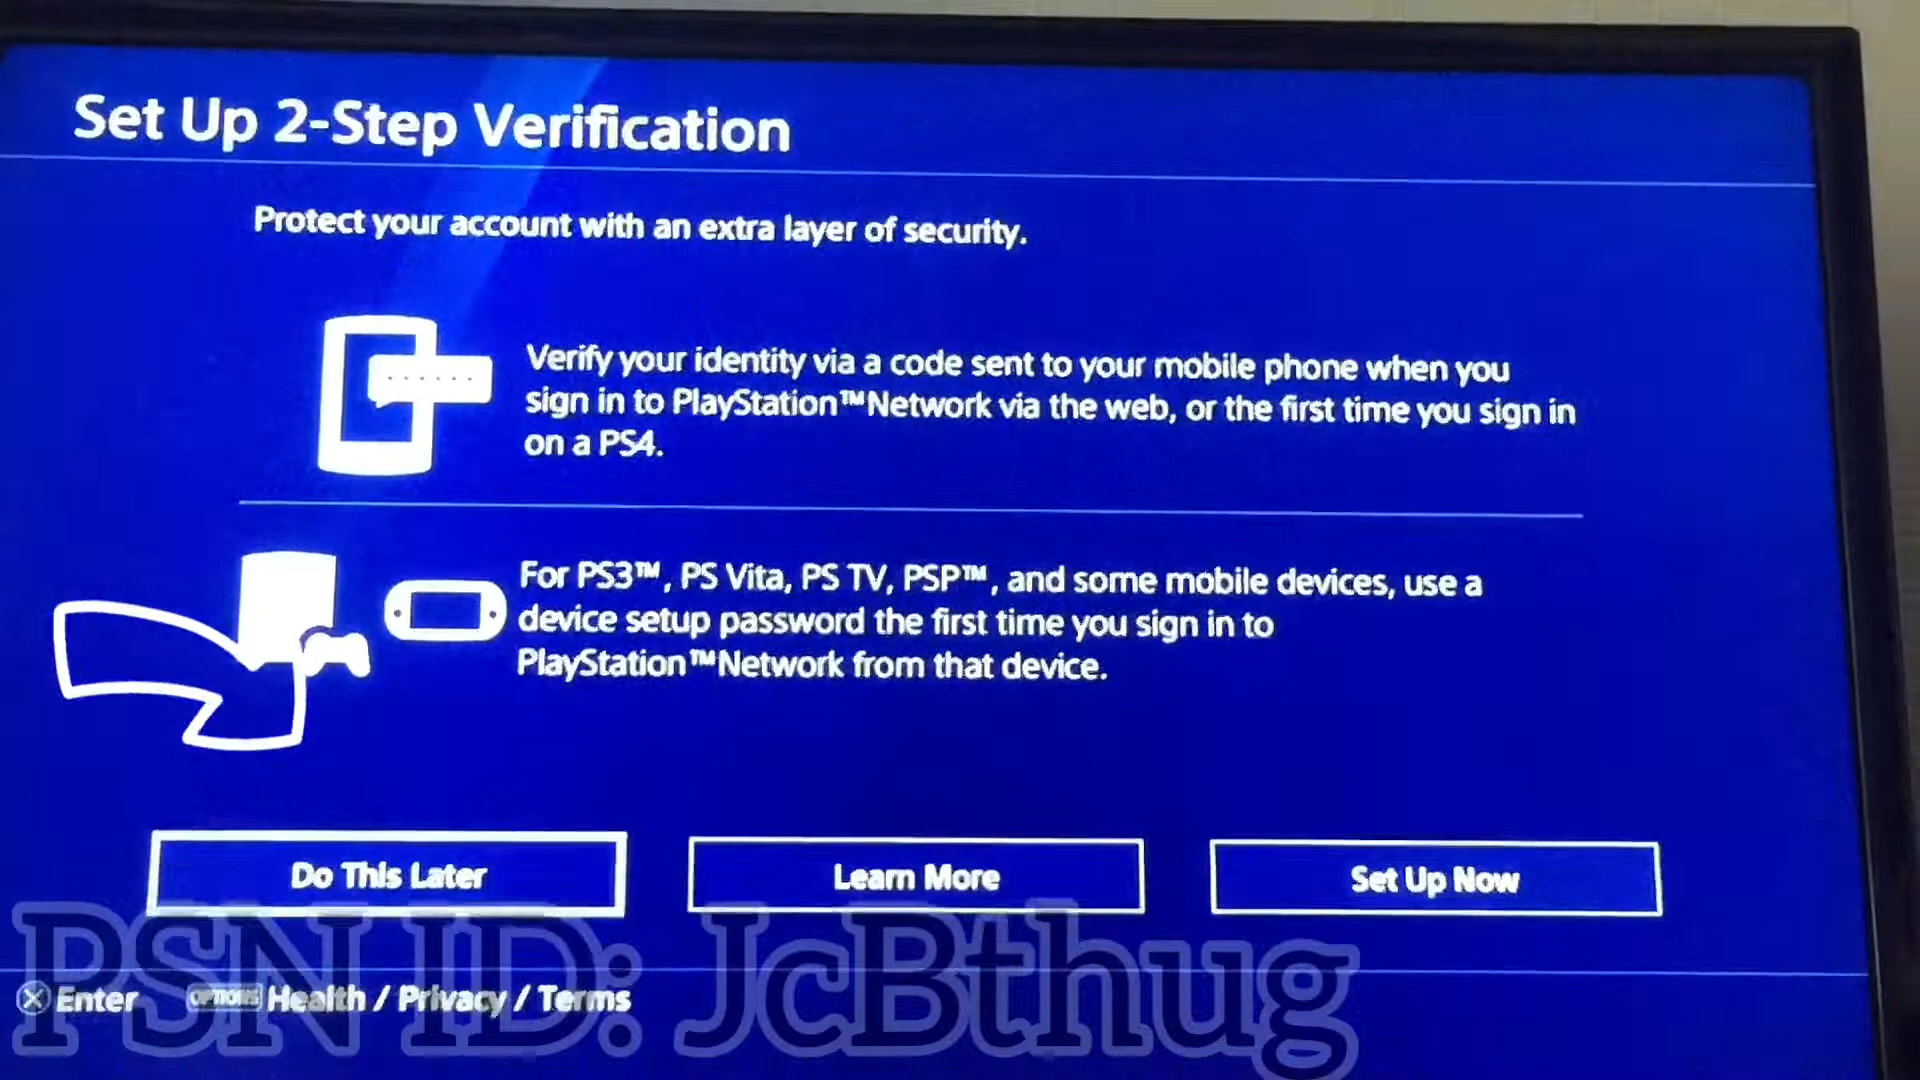 Set Up 2-Step Verification
Protect your account with an extra layer of security.
Verify your identity via a code sent to your mobile phone when you
sign in to PlayStation™Network via the web, or the first time you sign in
on a PS4.
For PS3™, PS Vita, PS TV, PSP™, and some mobile devices, use a
device setup password the first time you sign in to
PlayStation™Network from that device.
Do This Later
Learn More
Set Up Now
PSN ID: JcBthug
Enter
OPTIONS Health / Privacy / Terms